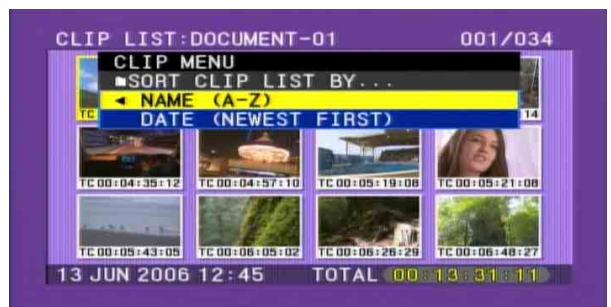 CLIP LIST:DOCUMENT-01 001/034
CLIP MENU
SORT CLIP LIST BY...
NAME (A-Z)
DATE (NEWEST FIRST)
TC 14
TC 00:04:35:12 TC 00:04:57:10 TC 00:05:19:08 TC 00:05:21:08
TC 00:05:43:05 TC 00:06:05:02 TC 00:06:26:29 TC 00:06:48:27
13 JUN 2006 12:45 TOTAL 00:13:31:11